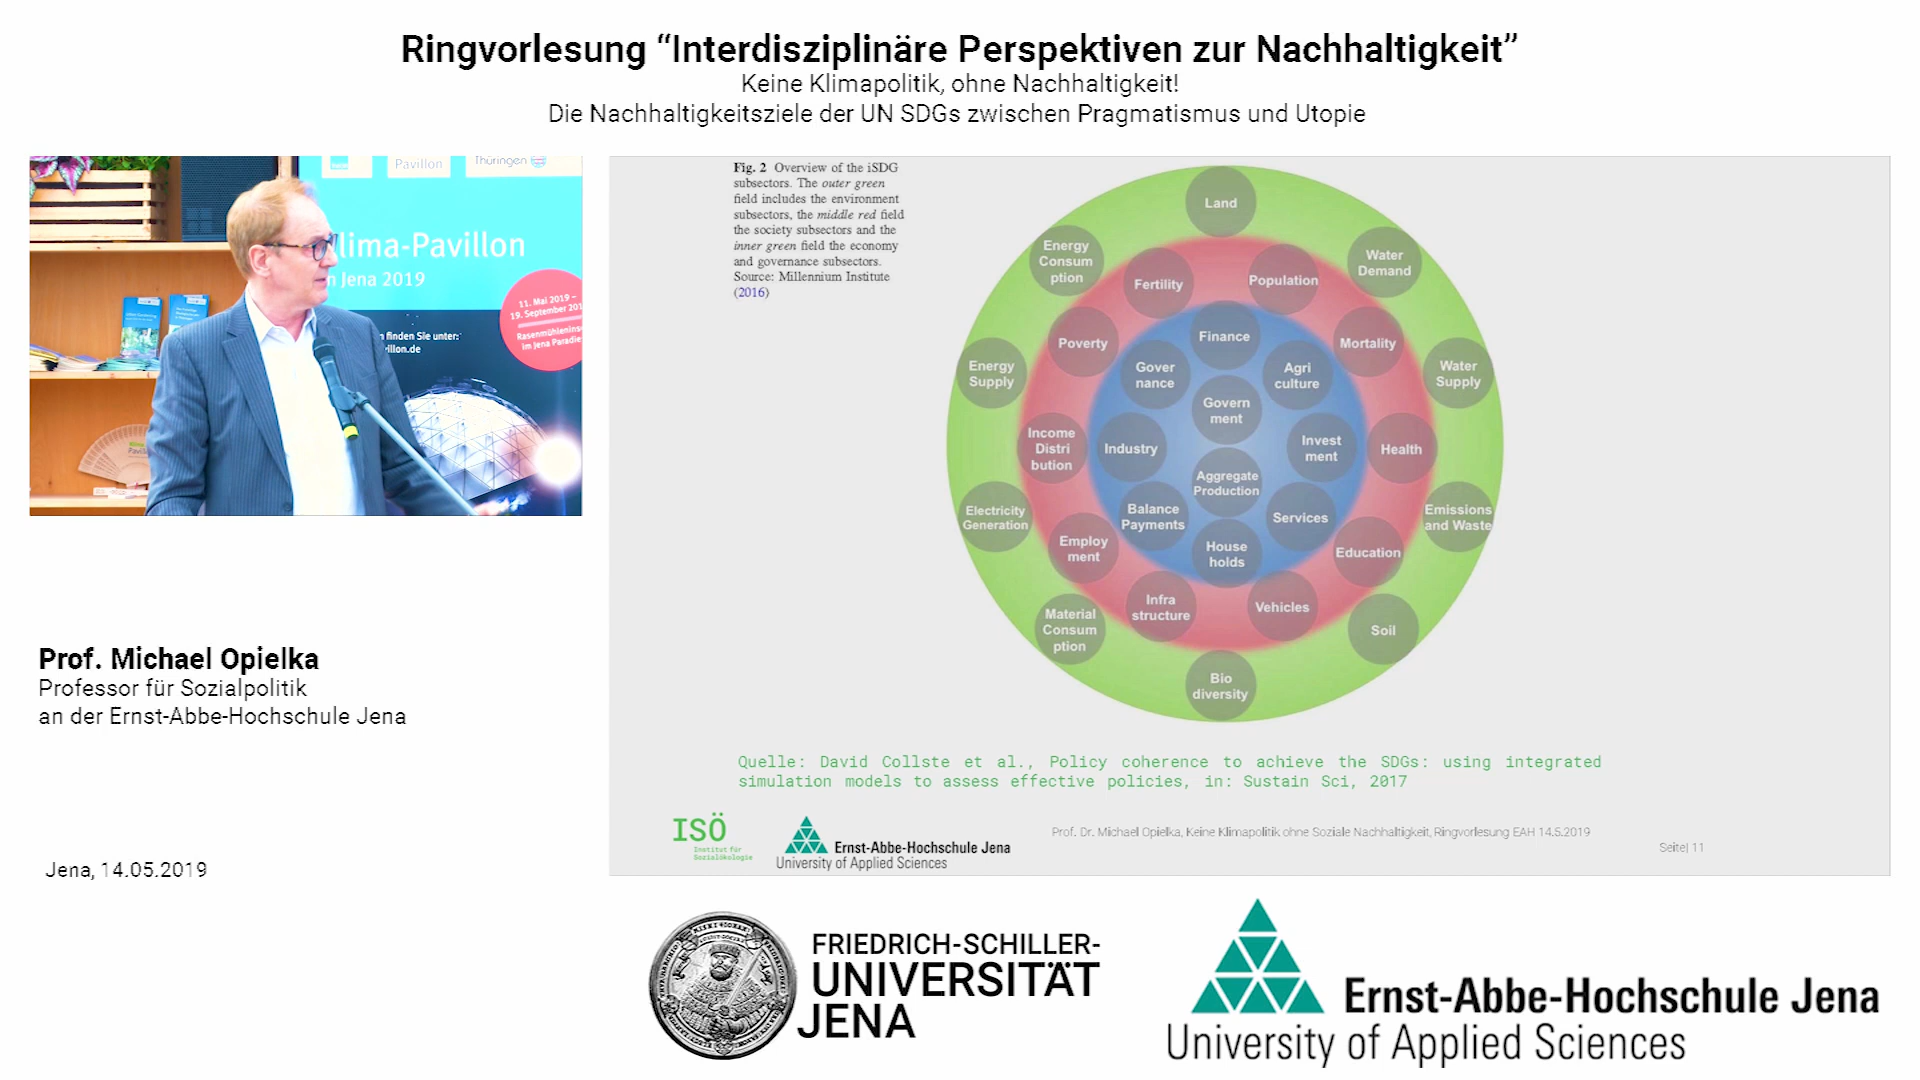 Ringvorlesung “Interdisziplinäre Perspektiven zur Nachhaltigkeit”
Keine Klimapolitik, ohne Nachhaltigkeit!
Die Nachhaltigkeitsziele der UN SDGs zwischen Pragmatismus und Utopie
Pavillon
Thüringen
lima-Pavillon
n Jena 2019
11. Mai 2019 –
19. September 201
Rasenmühleninse
im Jena Paradie
finden Sie unter:
illon.de
Prof. Michael Opielka
Professor für Sozialpolitik
an der Ernst-Abbe-Hochschule Jena
Jena, 14.05.2019
Fig. 2 Overview of the iSDG
subsectors. The outer green
field includes the environment
subsectors, the middle red field
the society subsectors and the
inner green field the economy
and governance subsectors.
Source: Millennium Institute
(2016)
Land
Energy
Consum
ption
Water
Demand
Fertility
Population
Finance
Poverty
Mortality
Energy
Supply
Gover
nance
Agri
culture
Water
Supply
Govern
ment
Income
Distri
bution
Industry
Invest
ment
Health
Aggregate
Production
Electricity
Generation
Balance
Payments
Services
Emissions
and Waste
Employ
ment
House
holds
Education
Infra
structure
Vehicles
Material
Consum
ption
Soil
Bio
diversity
Quelle: David Collste et al., Policy coherence to achieve the SDGs: using integrated
simulation models to assess effective policies, in: Sustain Sci, 2017
ISÖ
Institut für
Sozialökologie
Ernst-Abbe-Hochschule Jena
University of Applied Sciences
Prof. Dr. Michael Opielka, Keine Klimapolitik ohne Soziale Nachhaltigkeit, Ringvorlesung EAH 14.5.2019
Seite| 11
FRIEDRICH-SCHILLER-
UNIVERSITÄT
JENA
Ernst-Abbe-Hochschule Jena
University of Applied Sciences